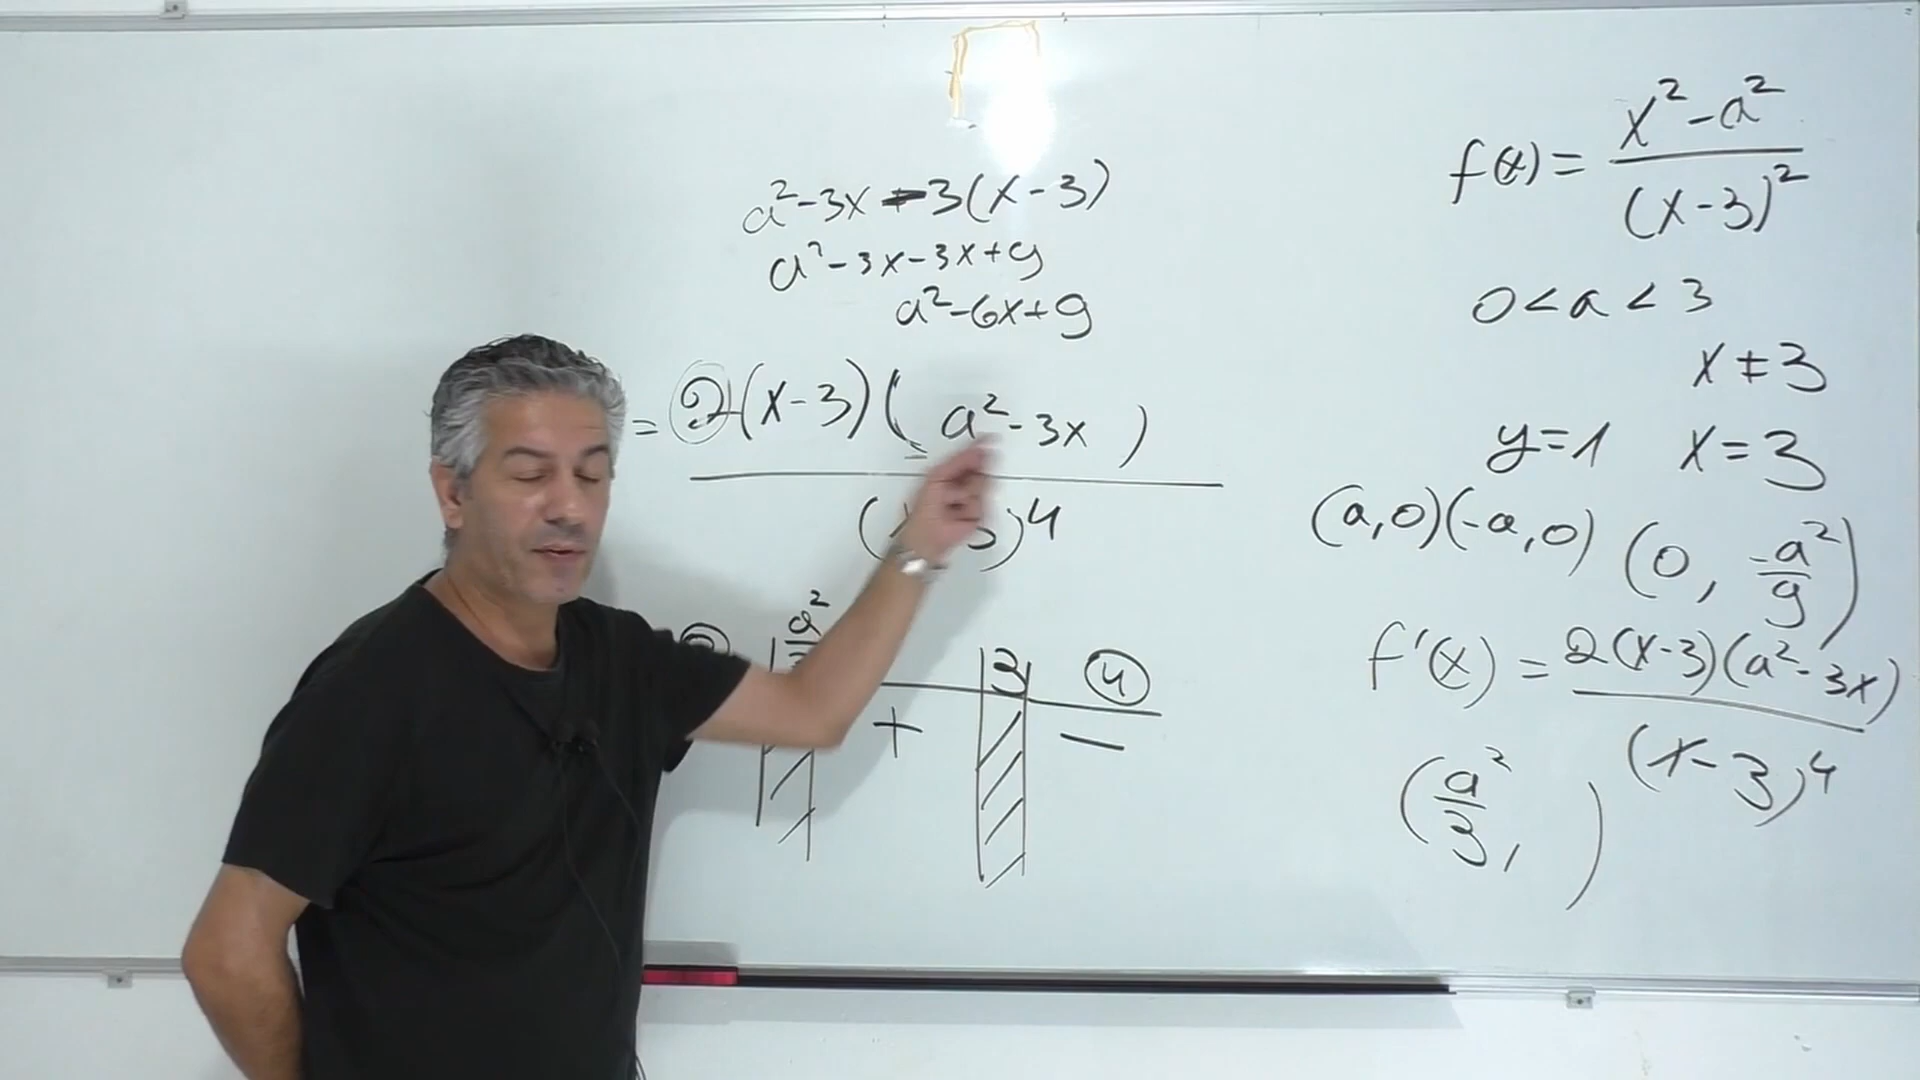 a² - 3x - 3(x - 3)
a² - 3x - 3x + 9
a² - 6x + 9
= 2(x - 3)(a² - 3x)
)⁴
a²
3 4
+ −
f(x) = (x² - a²) / (x - 3)²
0 < a < 3
x ≠ 3
y = 1 x = 3
(a, 0) (-a, 0) (0, -a²/9)
f'(x) = 2(x - 3)(a² - 3x) / (x - 3)⁴
(a²/3, )